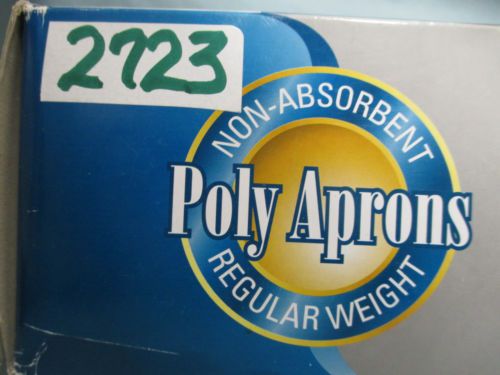 2723
NON-ABSORBENT
Poly Aprons
REGULAR WEIGHT